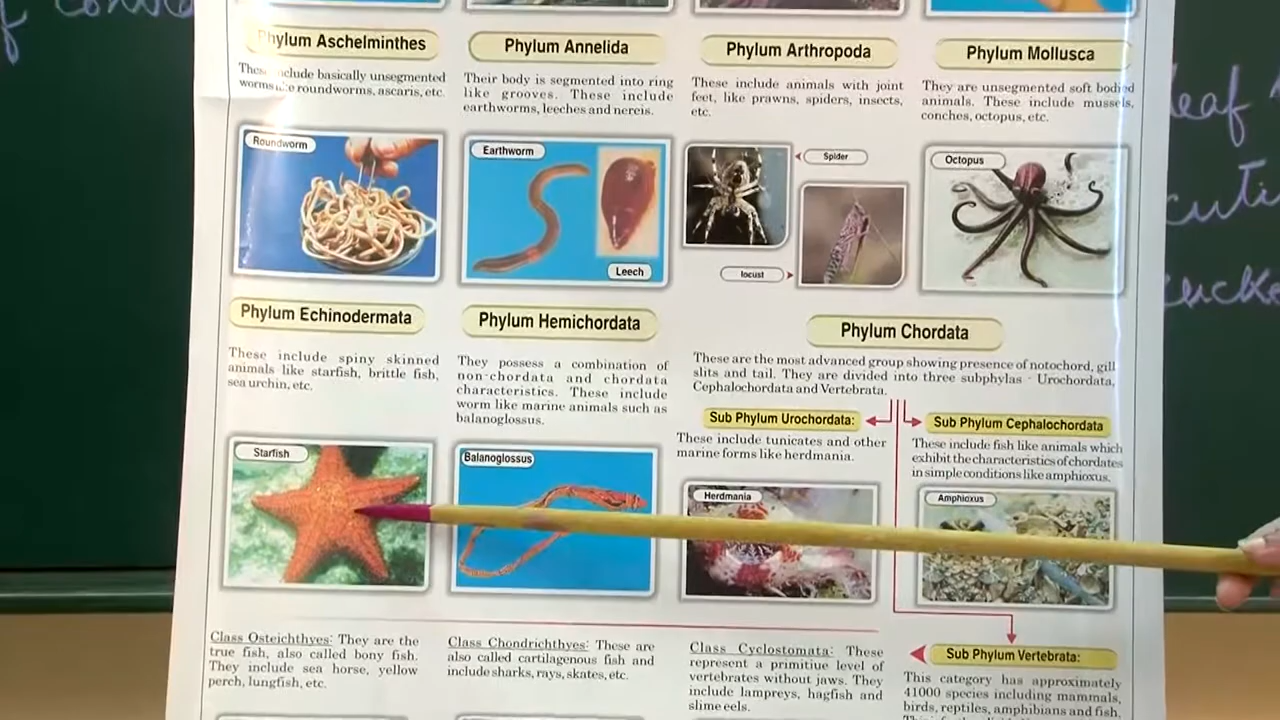 of
Phylum Aschelminthes
Phylum Annelida
Phylum Arthropoda
Phylum Mollusca
include basically unsegmented
worms roundworms, ascaris, etc.
Their body is segmented into ring
like grooves. These include
earthworms, leeches and nereis.
These include animals with joint
feet, like prawns, spiders, insects,
etc.
They are unsegmented soft bodied
animals. These include mussels,
conches, octopus, etc.
leaf
Roundworm
Earthworm
Leech
Spider
locust
Octopus
Phylum Echinodermata
Phylum Hemichordata
Phylum Chordata
These include spiny skinned
animals like starfish, brittle fish,
sea urchin, etc.
They possess a combination of
non-chordata and chordata
characteristics. These include
worm like marine animals such as
balanoglossus.
These are the most advanced group showing presence of notochord, gill
slits and tail. They are divided into three subphylas - Urochordata,
Cephalochordata and Vertebrata.
Sub Phylum Urochordata:
These include tunicates and other
marine forms like herdmania.
Sub Phylum Cephalochordata
These include fish like animals which
exhibit the characteristics of chordates
in simple conditions like amphioxus.
Starfish
Balanoglossus
Herdmania
Amphioxus
Class Osteichthyes: They are the
true fish, also called bony fish.
They include sea horse, yellow
perch, lungfish, etc.
Class Chondrichthyes: These are
also called cartilagenous fish and
include sharks, rays, skates, etc.
Class Cyclostomata: These
represent a primitiue level of
vertebrates without jaws. They
include lampreys, hagfish and
slime eels.
Sub Phylum Vertebrata:
This category has approximately
41000 species including mammals,
birds, reptiles, amphibians and fish.